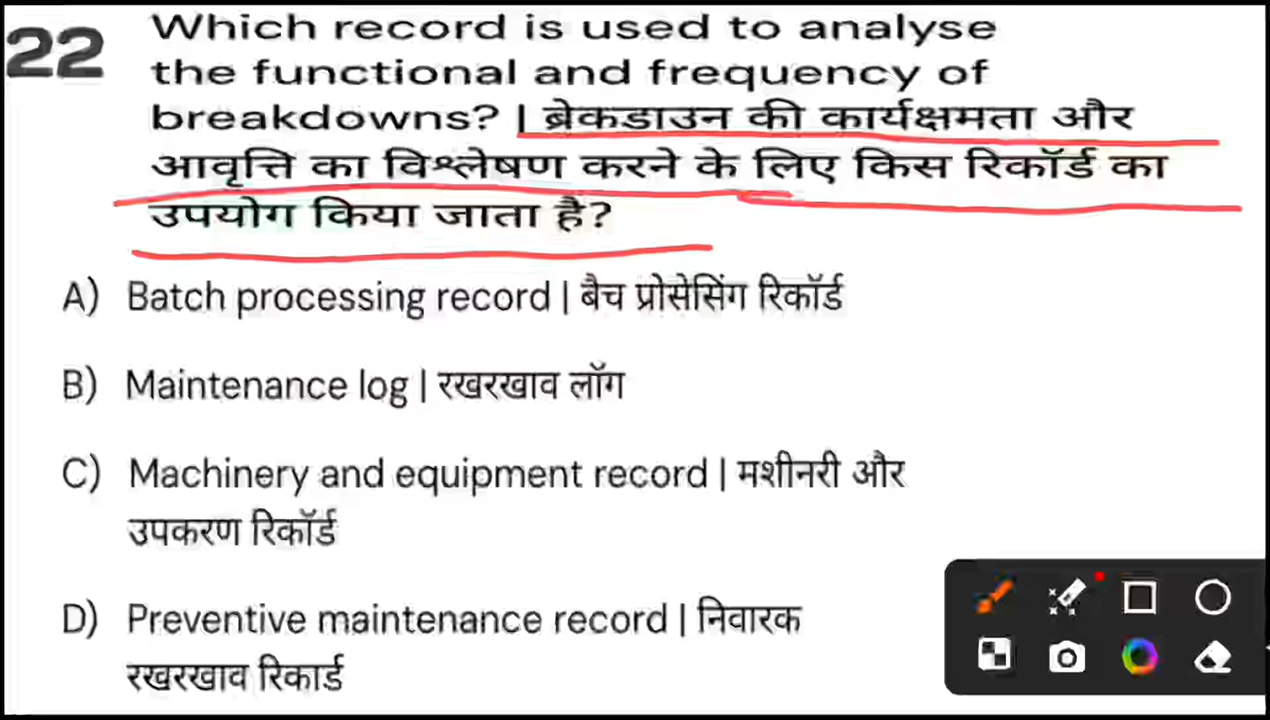 22
Which record is used to analyse
the functional and frequency of
breakdowns? | ब्रेकडाउन की कार्यक्षमता और
आवृत्ति का विश्लेषण करने के लिए किस रिकॉर्ड का
उपयोग किया जाता है?
A) Batch processing record | बैच प्रोसेसिंग रिकॉर्ड
B) Maintenance log | रखरखाव लॉग
C) Machinery and equipment record | मशीनरी और
उपकरण रिकॉर्ड
D) Preventive maintenance record | निवारक
रखरखाव रिकार्ड